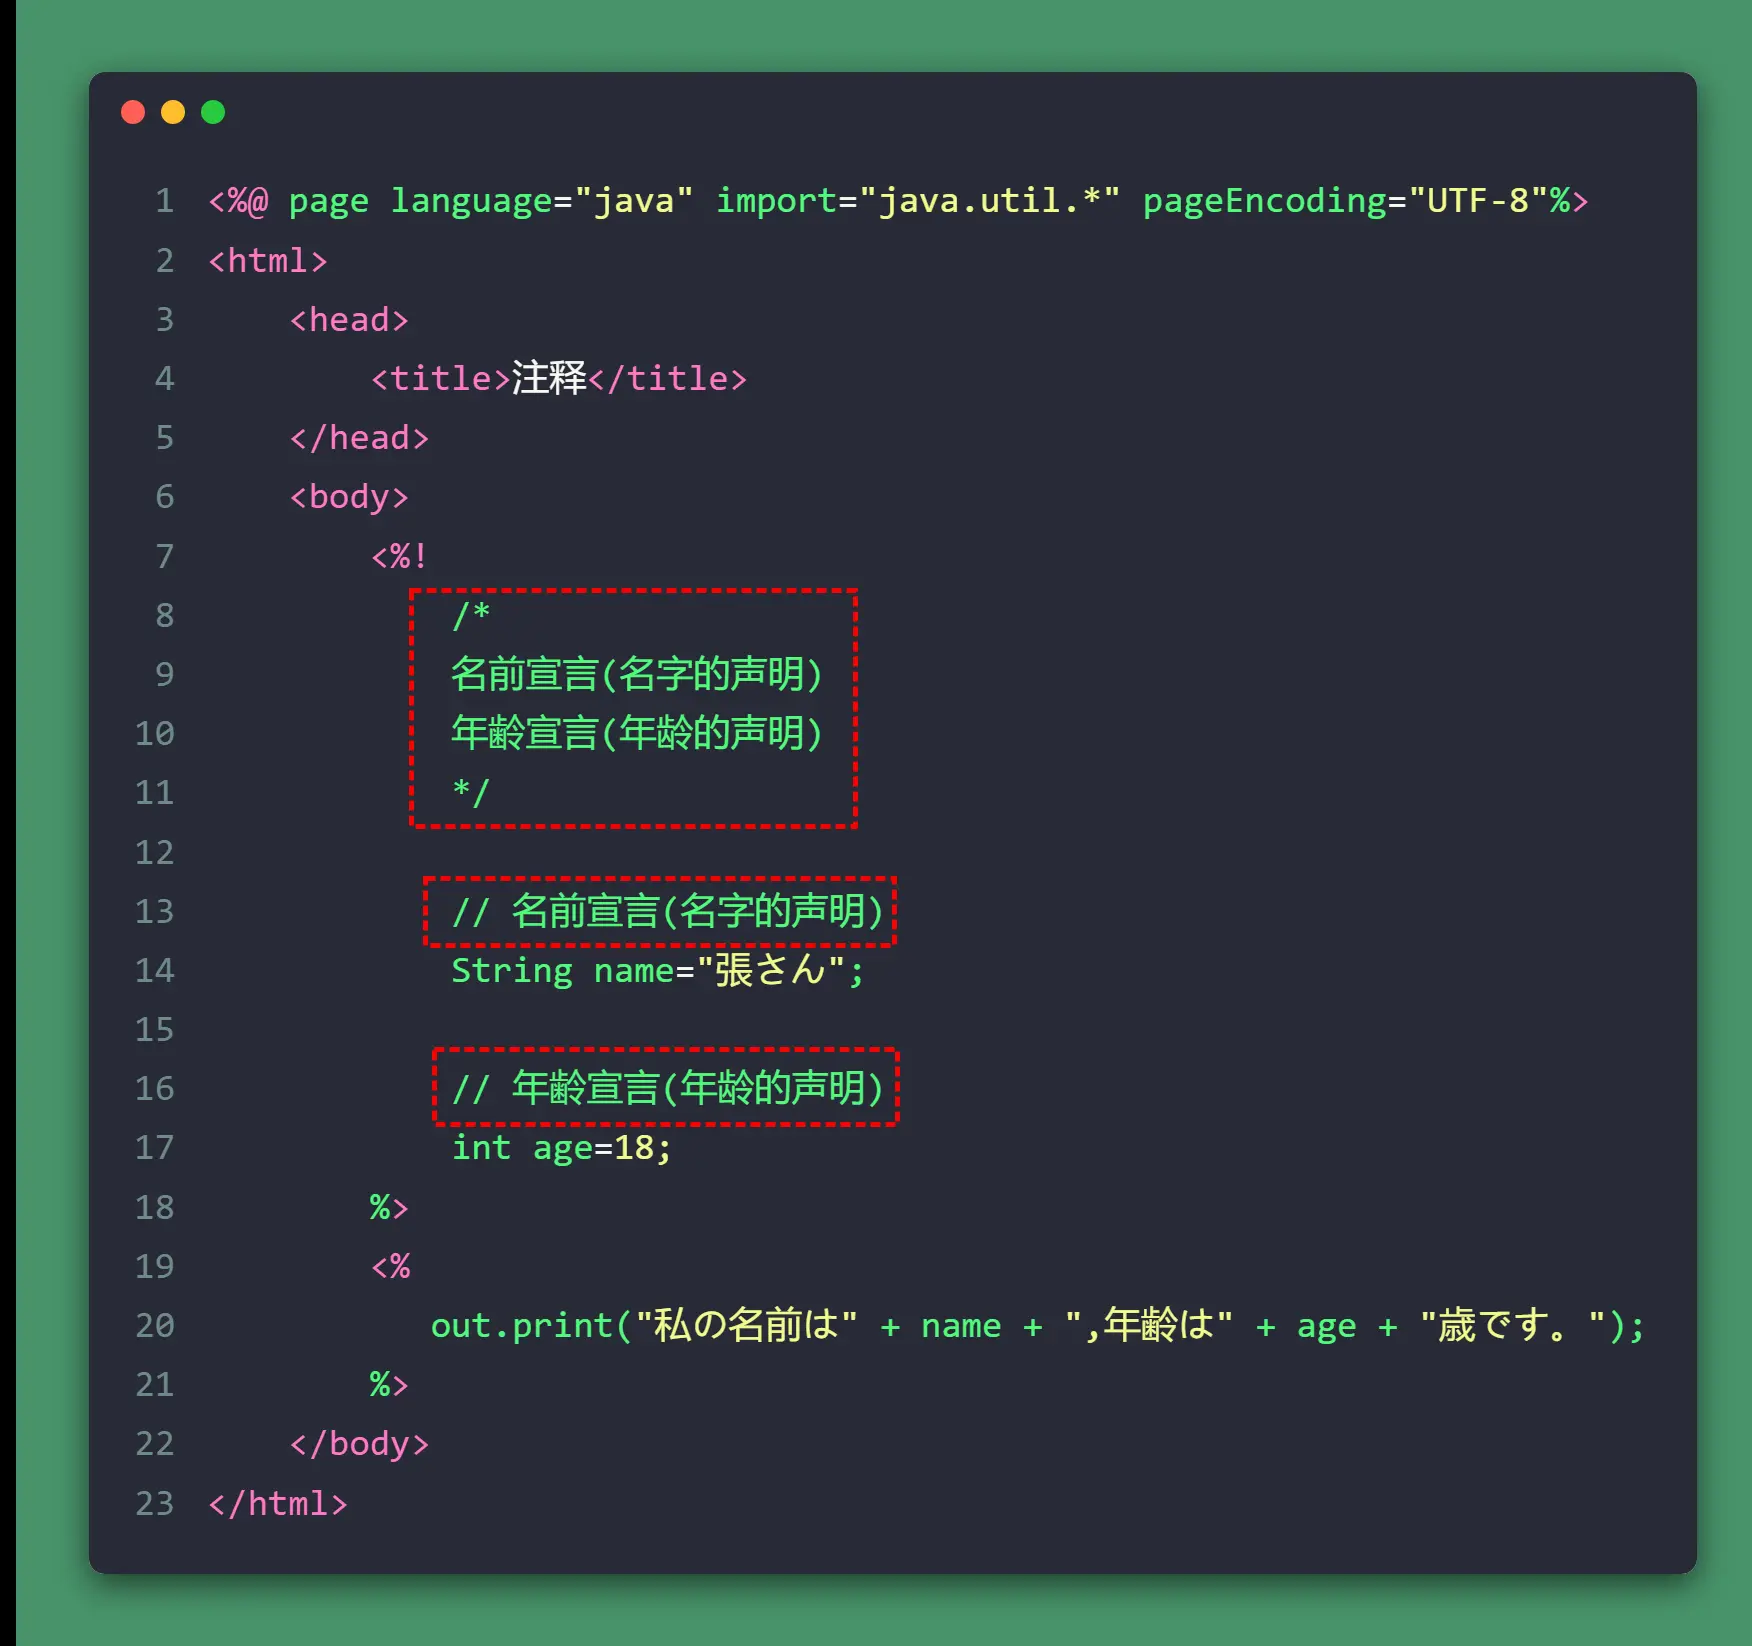 1 <%@ page language="java" import="java.util.*" pageEncoding="UTF-8"%>
2 <html>
3 <head>
4 <title>注释</title>
5 </head>
6 <body>
7 <%!
8 /*
9 名前宣言(名字的声明)
10 年齢宣言(年龄的声明)
11 */
12
13 // 名前宣言(名字的声明)
14 String name="張さん";
15
16 // 年齢宣言(年龄的声明)
17 int age=18;
18 %>
19 <%
20 out.print("私の名前は" + name + ",年齢は" + age + "歳です。");
21 %>
22 </body>
23 </html>